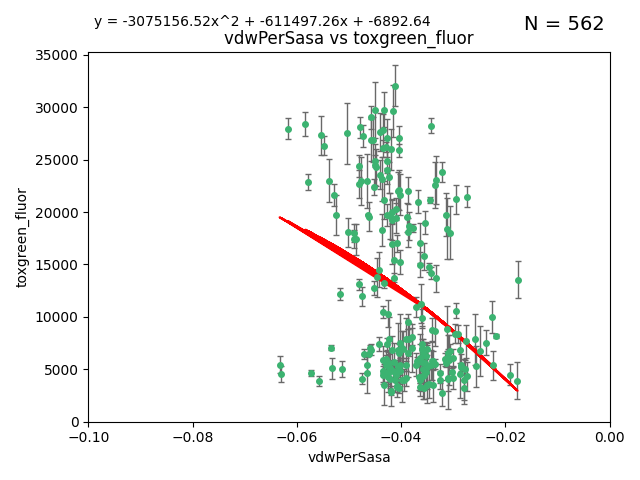 y = -3075156.52x^2 + -611497.26x + -6892.64
N = 562
vdwPerSasa vs toxgreen_fluor
toxgreen_fluor
35000
30000
25000
20000
15000
10000
5000
0
−0.10
−0.08
−0.06
−0.04
−0.02
0.00
vdwPerSasa